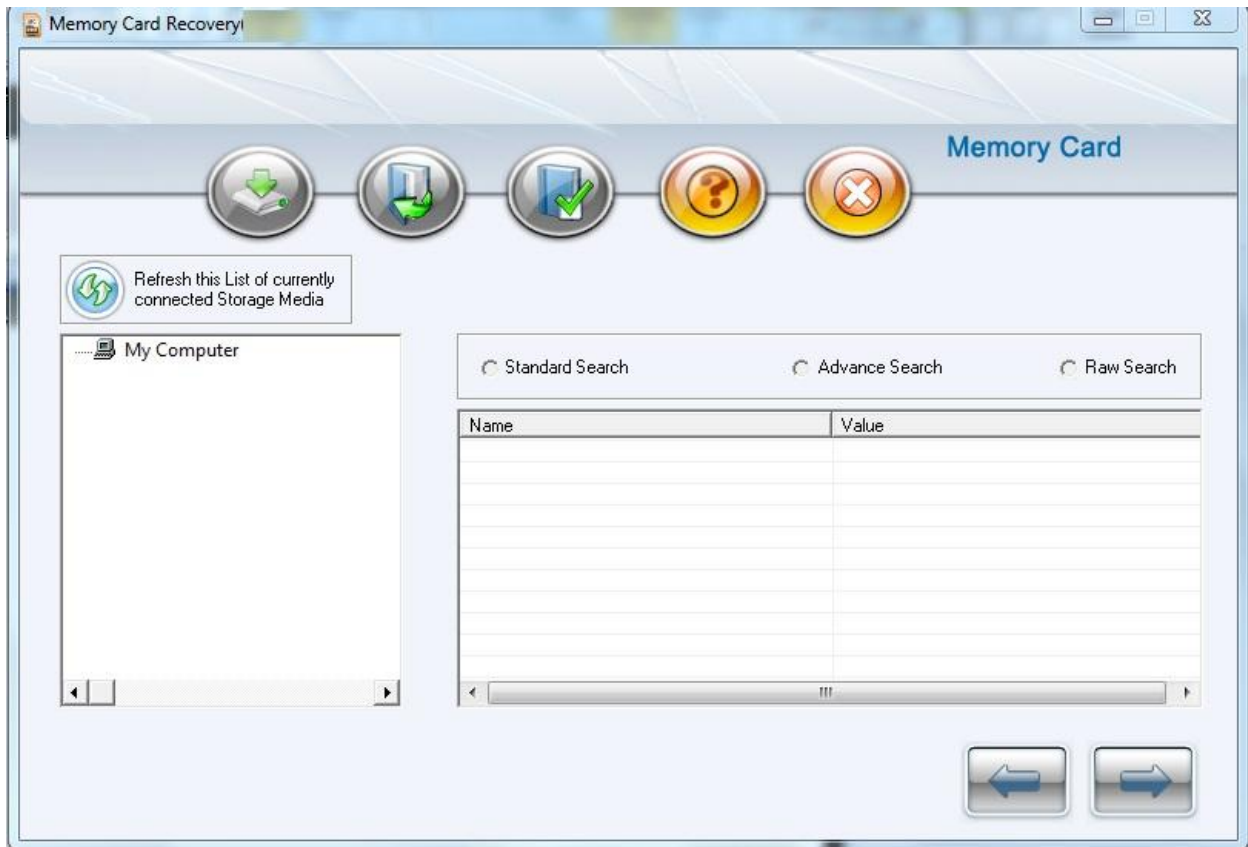 Memory Card Recovery
Memory Card
Refresh this List of currently
connected Storage Media
My Computer
Standard Search
Advance Search
Raw Search
Name
Value